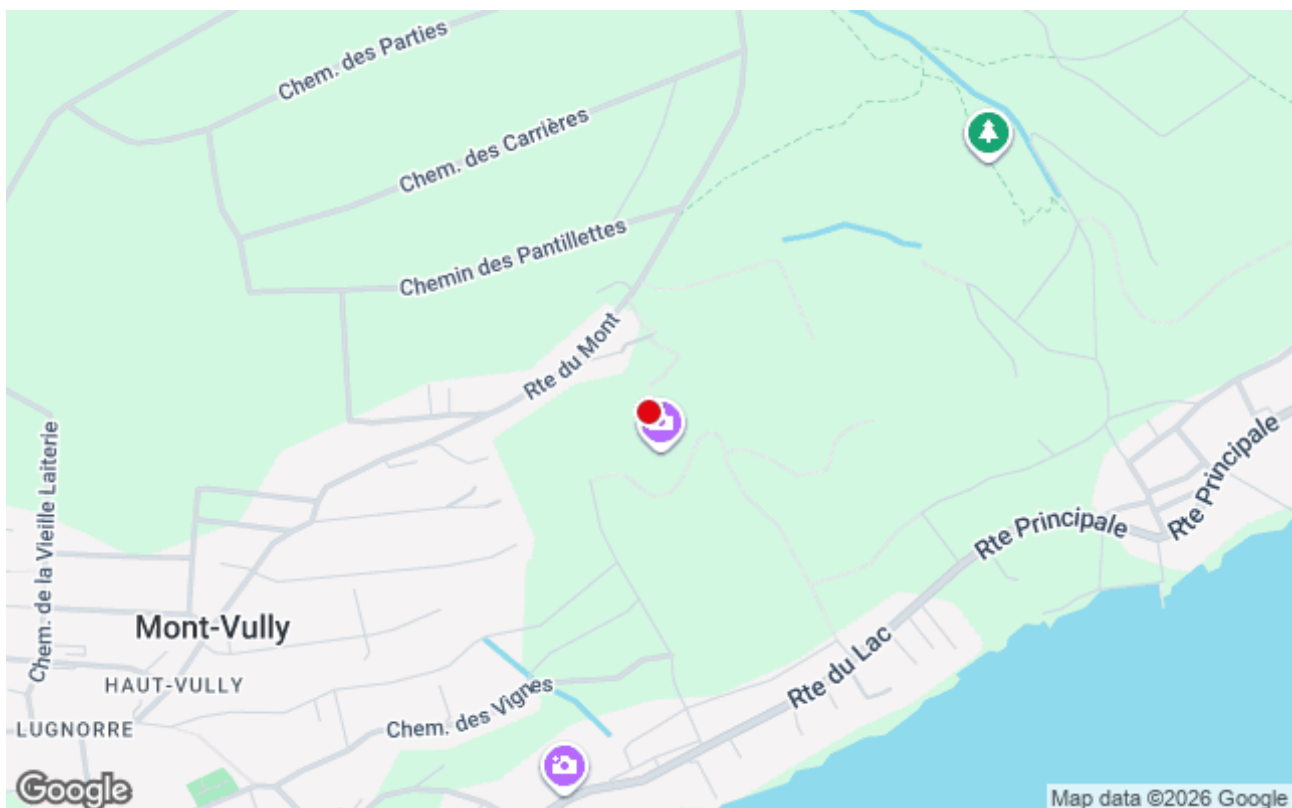 Chem. des Parties
Chem. des Carrières
Chemin des Pantillettes
Rte du Mont
Chem. de la Vieille Laiterie
Rte Principale
Rte Principale
Mont-Vully
Rte du Lac
HAUT-VULLY
Chem. des Vignes
LUGNORRE
Google
Map data ©2026 Google